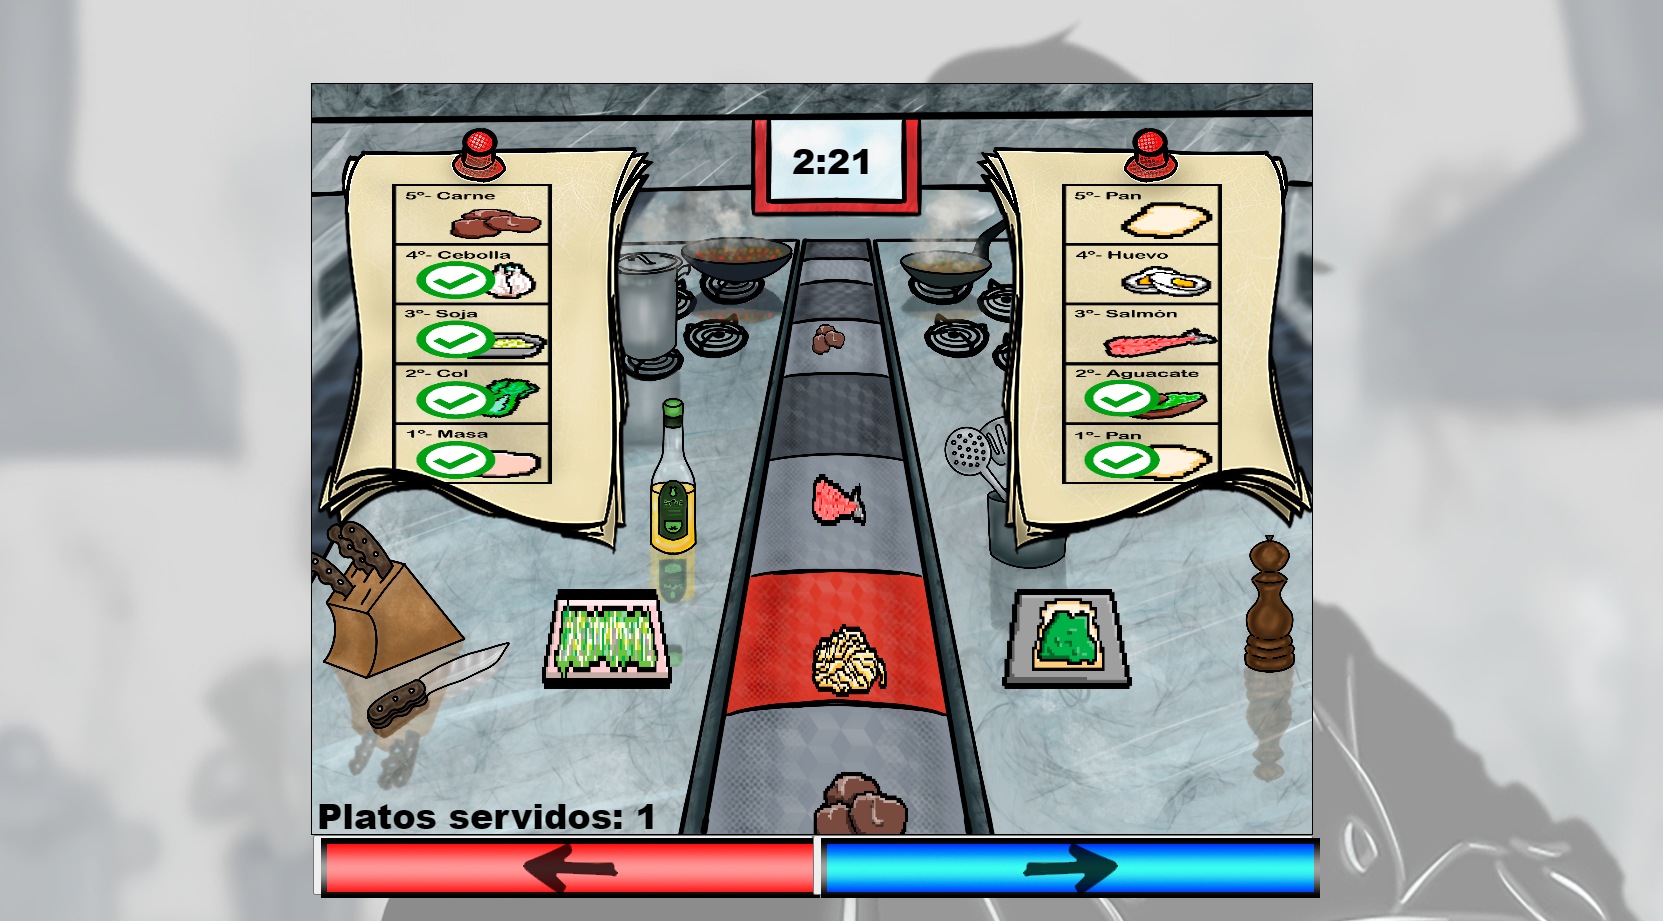 2:21
5º- Carne
4º- Cebolla
3º- Soja
2º- Col
1º- Masa
5º- Pan
4º- Huevo
3º- Salmón
2º- Aguacate
1º- Pan
Platos servidos: 1